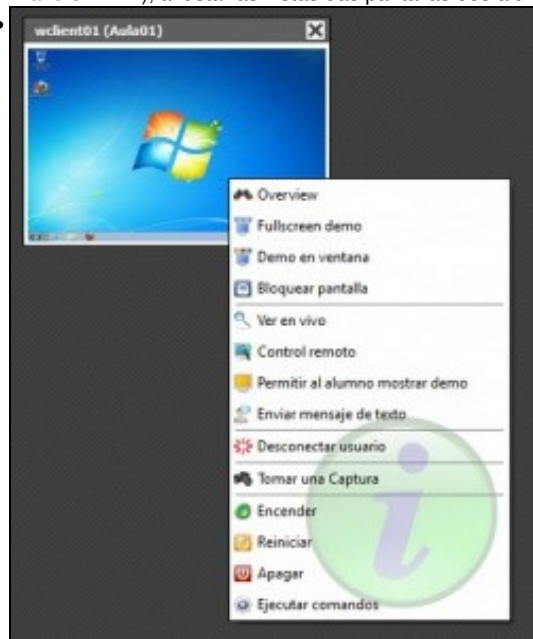 wclient01 (Aula01)
Overview
Fullscreen demo
Demo en ventana
Bloquear pantalla
Ver en vivo
Control remoto
Permitir al alumno mostrar demo
Enviar mensaje de texto
Desconectar usuario
Tomar una Captura
Encender
Reiniciar
Apagar
Ejecutar comandos